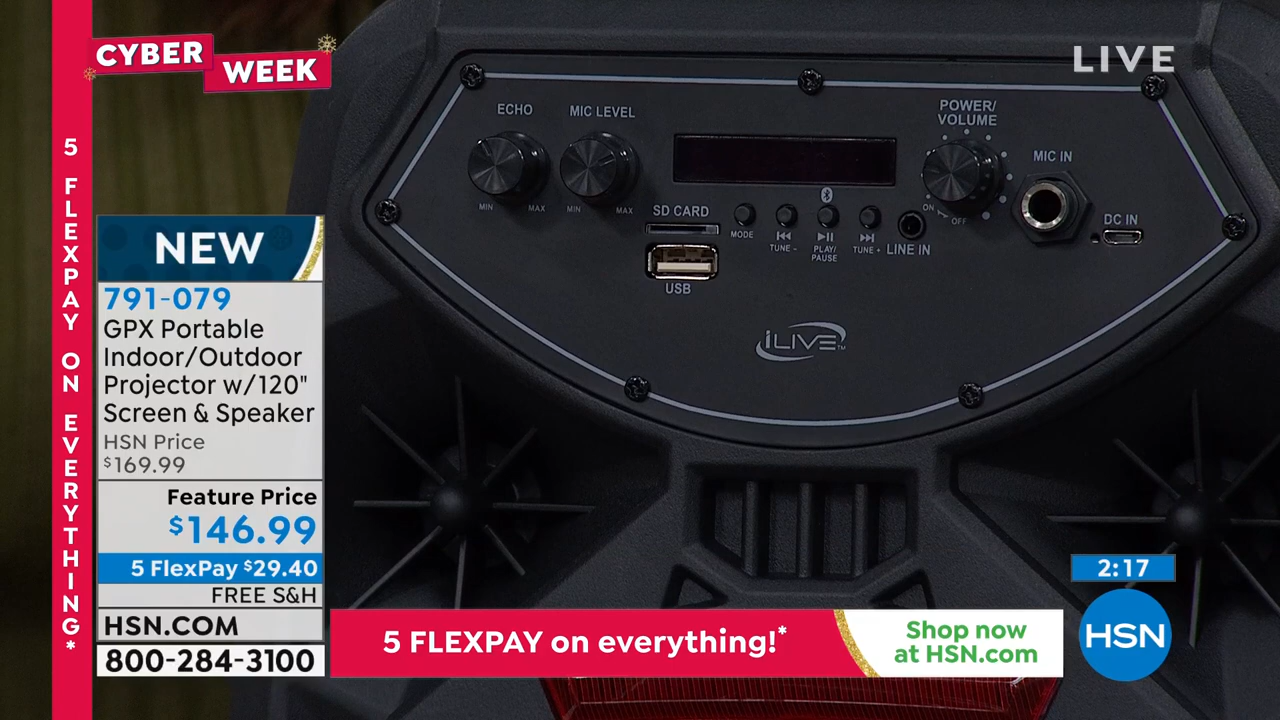 CYBER
WEEK
LIVE
5 FLEXPAY ON EVERYTHING*
NEW
791-079
GPX Portable
Indoor/Outdoor
Projector w/120"
Screen & Speaker
HSN Price
$169.99
Feature Price
$146.99
5 FlexPay $29.40
FREE S&H
HSN.COM
800-284-3100
ECHO
MIN MAX
MIC LEVEL
MIN MAX
SD CARD
USB
MODE
TUNE -
PLAY/
PAUSE
TUNE +
LINE IN
POWER/
VOLUME
ON OFF
MIC IN
DC IN
iLIVE™
5 FLEXPAY on everything!*
Shop now
at HSN.com
2:17
HSN